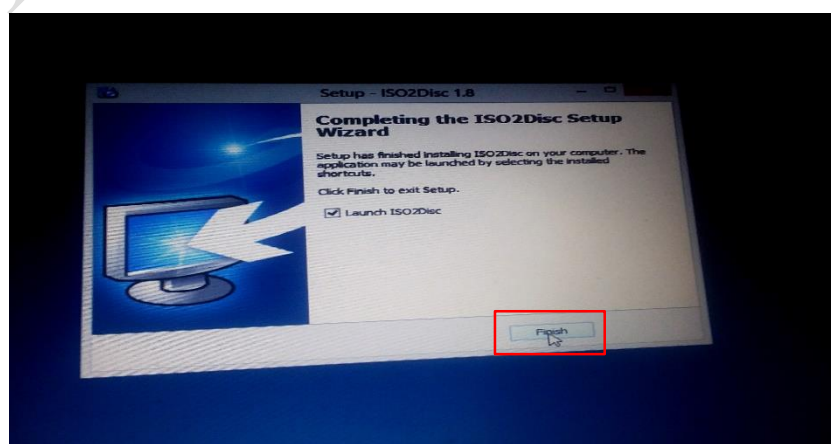 Setup - ISO2Disc 1.8
Completing the ISO2Disc Setup
Wizard
Setup has finished installing ISO2Disc on your computer. The
application may be launched by selecting the installed
shortcuts.
Click Finish to exit Setup.
Launch ISO2Disc
Finish